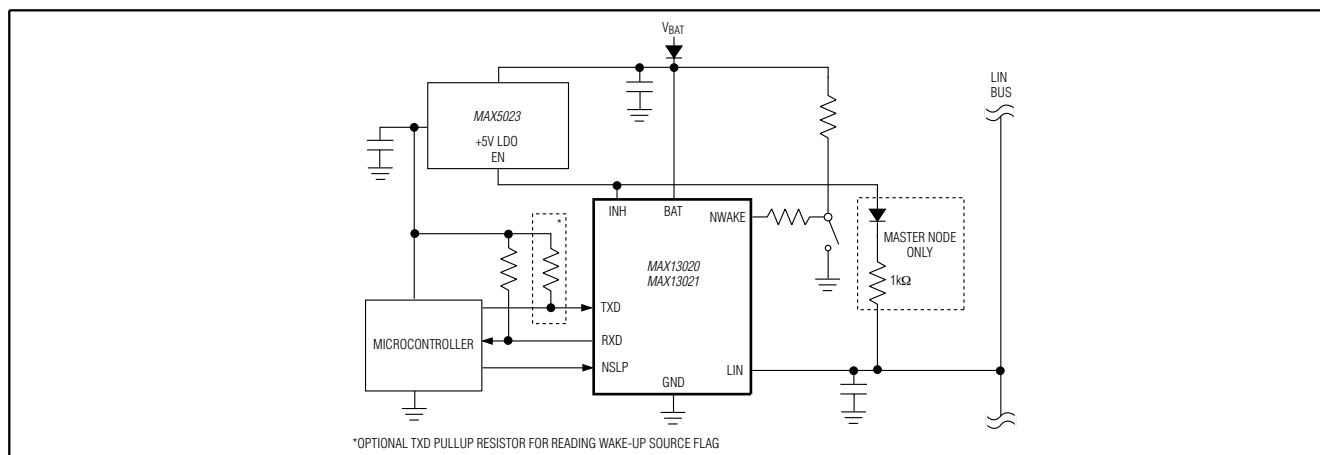 VBAT
LIN
BUS
MAX5023
+5V LDO
EN
INH
BAT
NWAKE
*
MASTER NODE
ONLY
MAX13020
MAX13021
1kΩ
TXD
MICROCONTROLLER
RXD
NSLP
LIN
GND
*OPTIONAL TXD PULLUP RESISTOR FOR READING WAKE-UP SOURCE FLAG